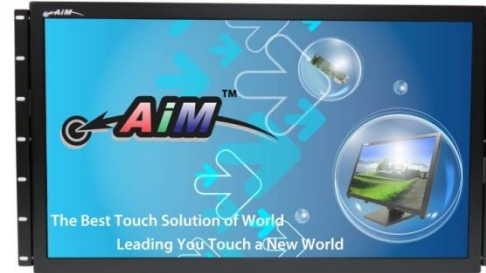 AiM
AiM™
The Best Touch Solution of World
Leading You Touch a New World